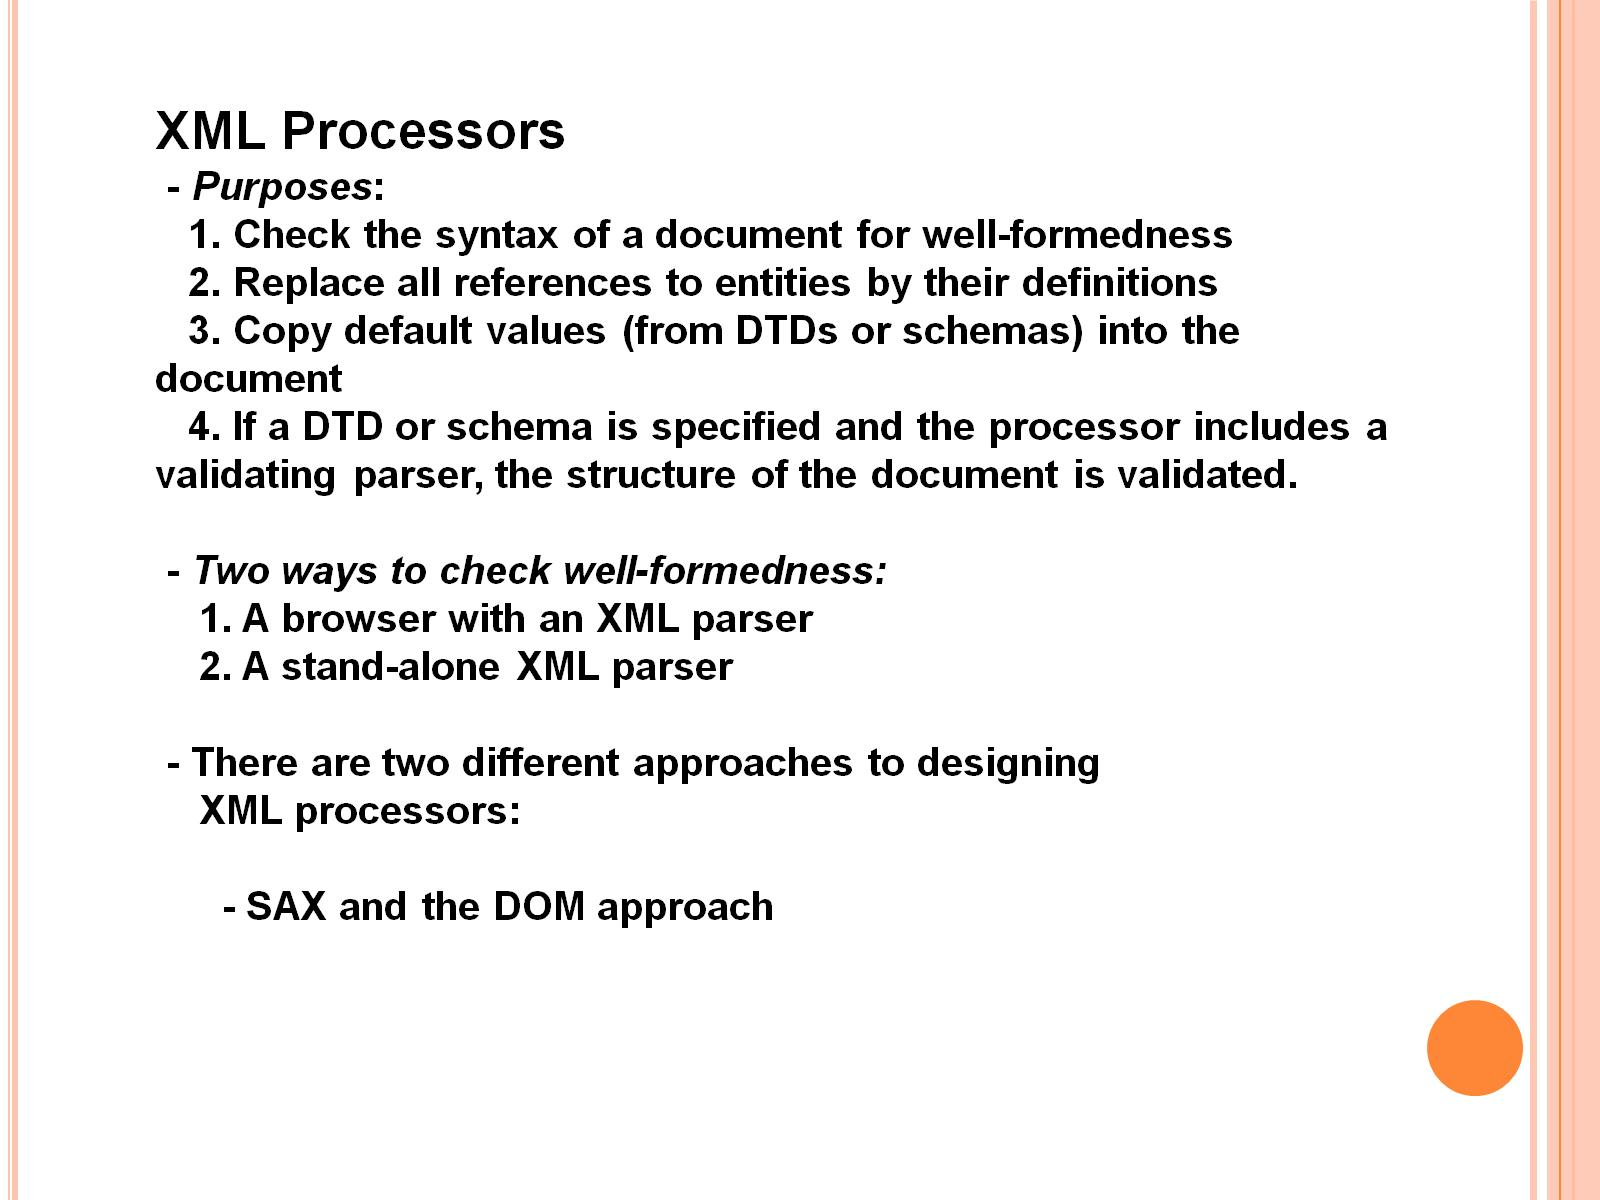 XML Processors
- Purposes:
1. Check the syntax of a document for well-formedness
2. Replace all references to entities by their definitions
3. Copy default values (from DTDs or schemas) into the
document
4. If a DTD or schema is specified and the processor includes a
validating parser, the structure of the document is validated.
- Two ways to check well-formedness:
1. A browser with an XML parser
2. A stand-alone XML parser
- There are two different approaches to designing
XML processors:
- SAX and the DOM approach